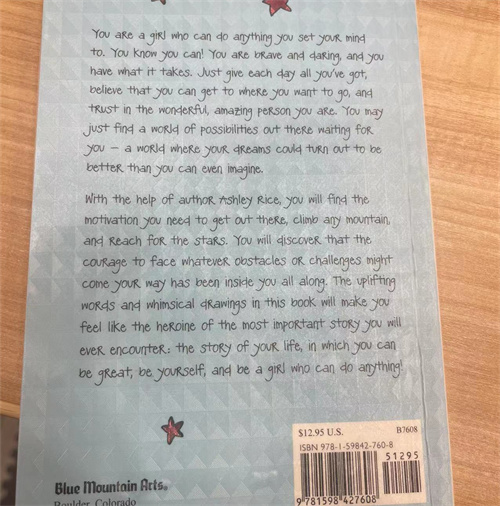 You are a girl who can do anything you set your mind
to. You know you can! You are brave and daring, and you
have what it takes. Just give each day all you've got,
believe that you can get to where you want to go, and
trust in the wonderful, amazing person you are. You may
just find a world of possibilities out there waiting for
you — a world where your dreams could turn out to be
better than you can even imagine.
With the help of author Ashley Rice, you will find the
motivation you need to get out there, climb any mountain,
and reach for the stars. You will discover that the
courage to face whatever obstacles or challenges might
come your way has been inside you all along. The uplifting
words and whimsical drawings in this book will make you
feel like the heroine of the most important story you will
ever encounter: the story of your life, in which you can
be great, be yourself, and be a girl who can do anything!
$12.95 U.S. B7608
ISBN 978-1-59842-760-8
51295
9 781598 427608
Blue Mountain Arts®
Boulder, Colorado